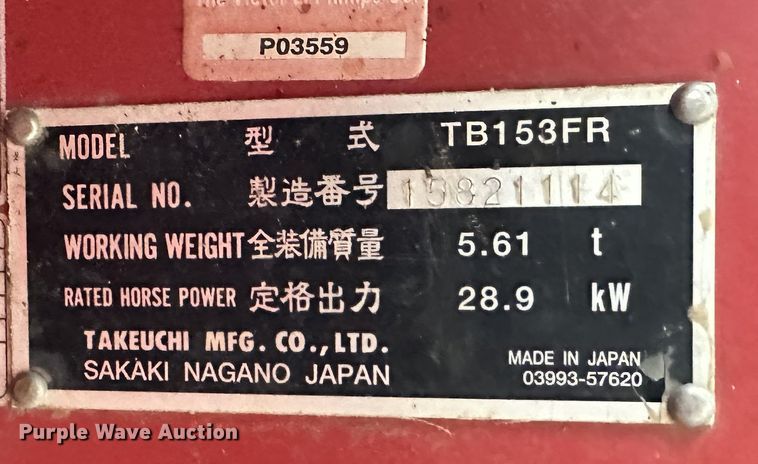 P03559
MODEL 型式 TB153FR
SERIAL NO. 製造番号 15821114
WORKING WEIGHT 全装備質量 5.61 t
RATED HORSE POWER 定格出力 28.9 kW
TAKEUCHI MFG. CO., LTD.
SAKAKI NAGANO JAPAN
MADE IN JAPAN
03993-57620
Purple Wave Auction